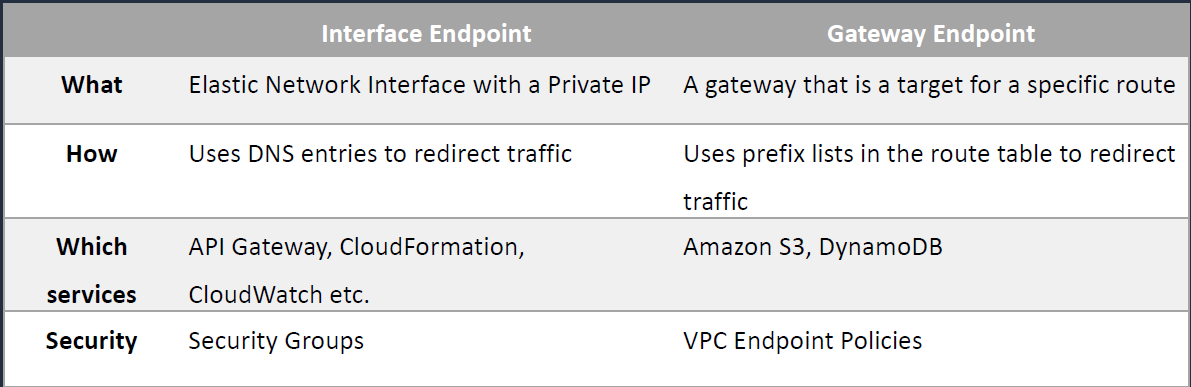 Interface Endpoint Gateway Endpoint
What Elastic Network Interface with a Private IP A gateway that is a target for a specific route
How Uses DNS entries to redirect traffic Uses prefix lists in the route table to redirect
traffic
Which API Gateway, CloudFormation, Amazon S3, DynamoDB
services CloudWatch etc.
Security Security Groups VPC Endpoint Policies